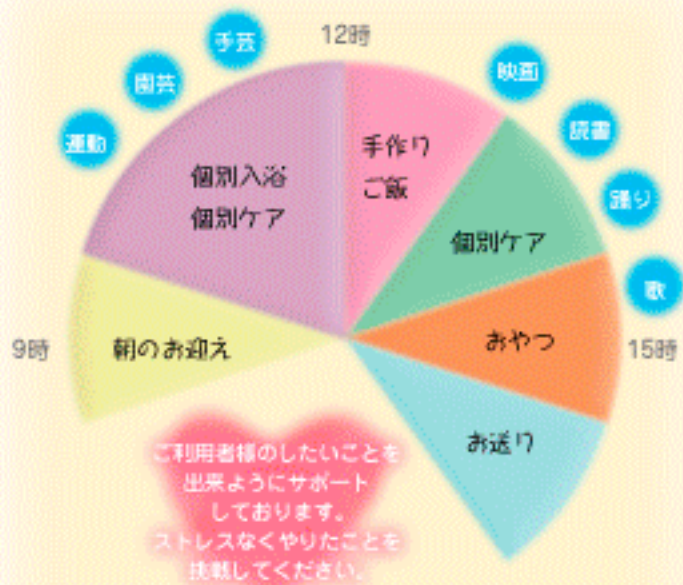 12時
手芸
園芸
運動
映画
読書
踊り
歌
個別入浴
個別ケア
手作り
ご飯
個別ケア
おやつ
お送り
朝のお迎え
9時
15時
ご利用者様のしたいことを
出来ようにサポート
しております。
ストレスなくやりたことを
挑戦してください。